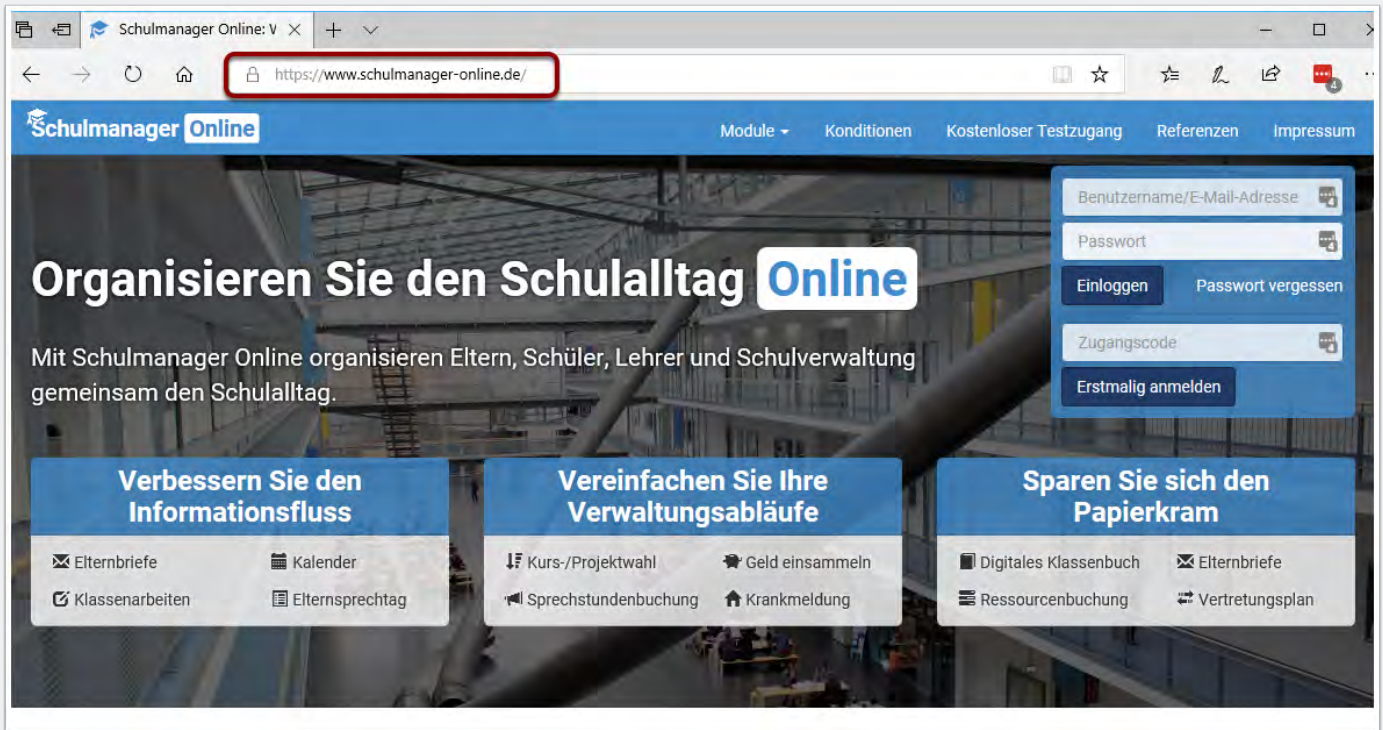 Schulmanager Online: V
https://www.schulmanager-online.de/
4
Schulmanager Online
Module
Konditionen
Kostenloser Testzugang
Referenzen
Impressum
Benutzername/E-Mail-Adresse
Passwort
Einloggen
Passwort vergessen
Zugangscode
Erstmalig anmelden
Organisieren Sie den Schulalltag Online
Mit Schulmanager Online organisieren Eltern, Schüler, Lehrer und Schulverwaltung
gemeinsam den Schulalltag.
Verbessern Sie den
Informationsfluss
Elternbriefe
Kalender
Klassenarbeiten
Elternsprechtag
Vereinfachen Sie Ihre
Verwaltungsabläufe
Kurs-/Projektwahl
Geld einsammeln
Sprechstundenbuchung
Krankmeldung
Sparen Sie sich den
Papierkram
Digitales Klassenbuch
Elternbriefe
Ressourcenbuchung
Vertretungsplan